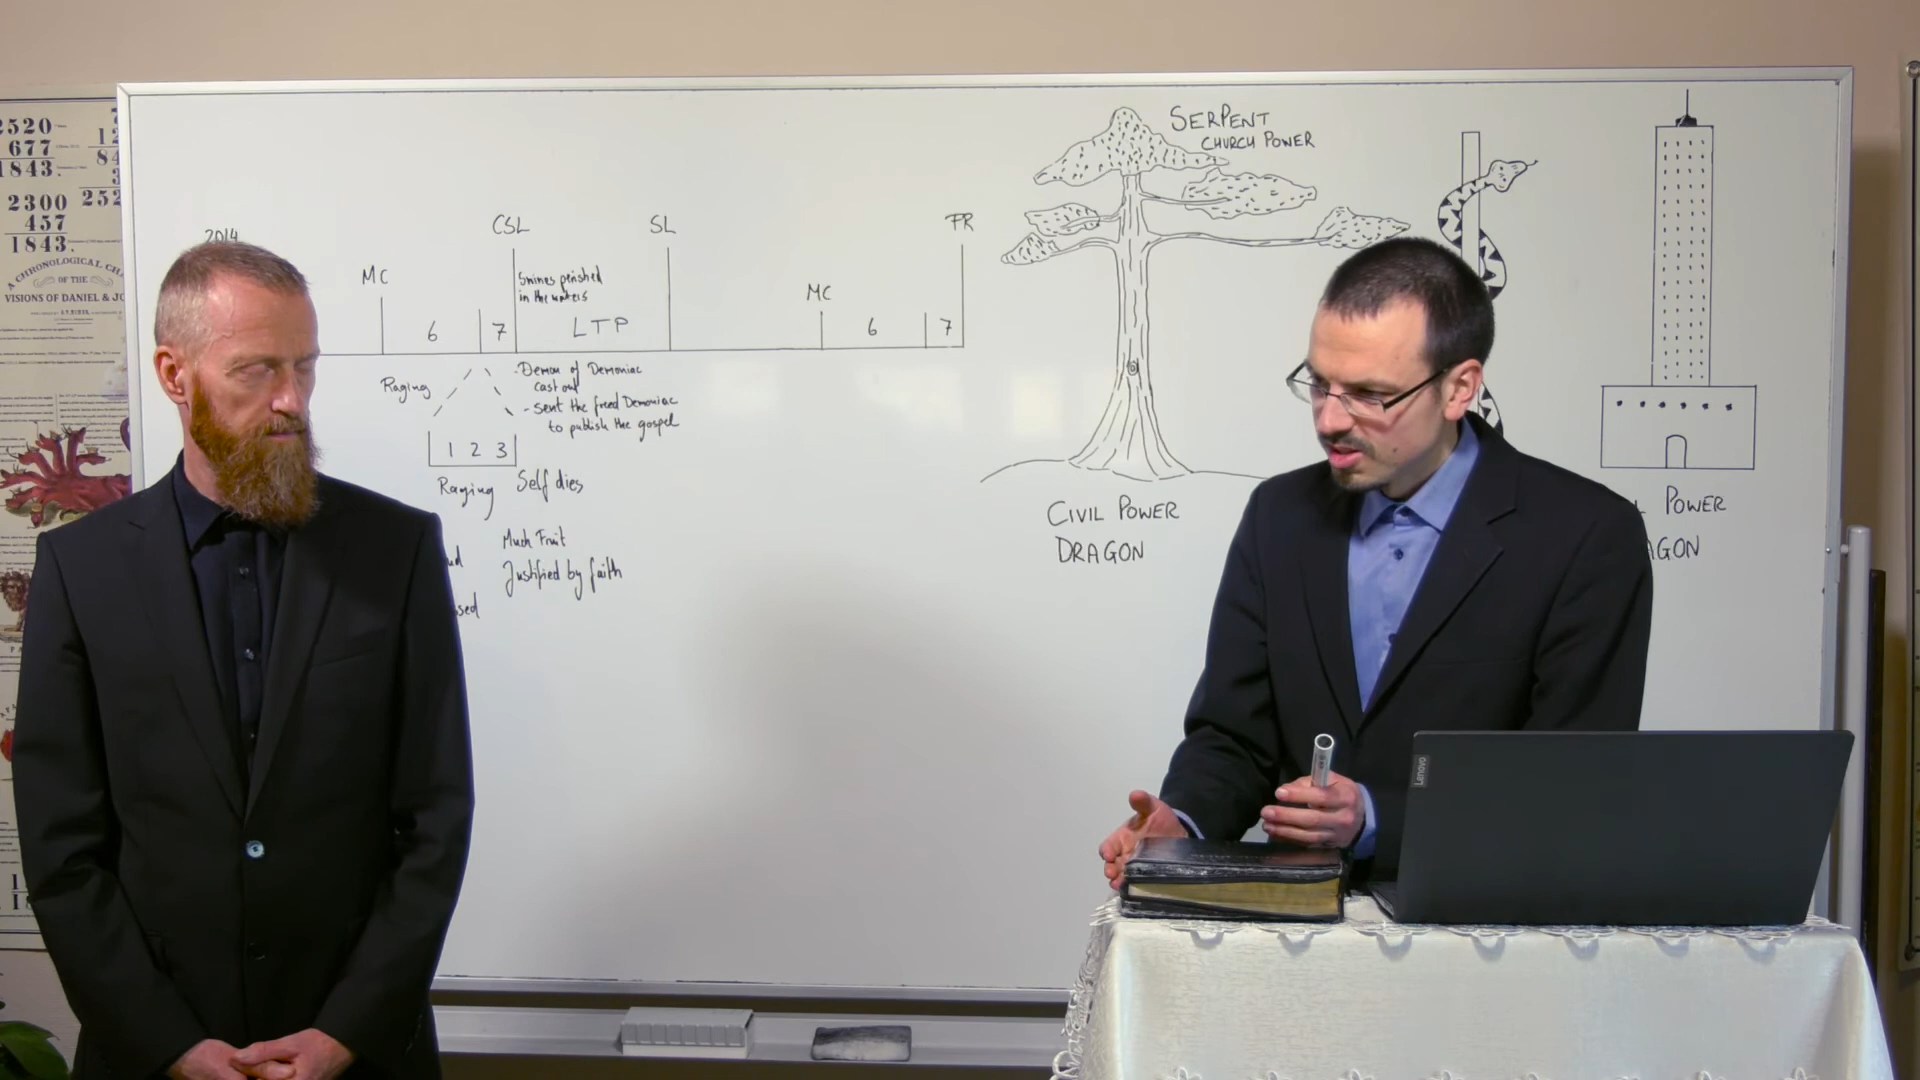 2520
677
1843.
2300
457
1843.
252
84
A CHRONOLOGICAL CH
OF THE
VISIONS OF DANIEL & JO
2014
MC
6
7
CSL
Swines perished
in the waters
LTP
SL
MC
6
7
FR
Raging
- Demon of Demoniac
cast out
- sent the freed Demoniac
to publish the gospel
1 2 3
Raging
Self dies
Much Fruit
Justified by faith
SERPENT
CHURCH POWER
CIVIL POWER
DRAGON
L POWER
AGON
Lenovo